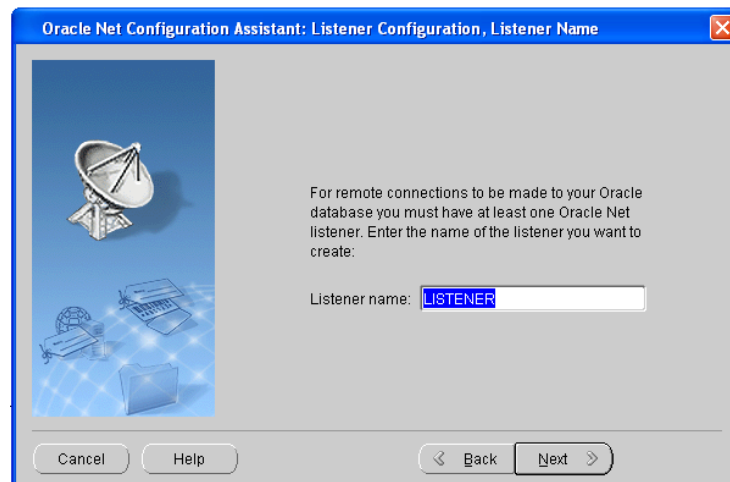 Oracle Net Configuration Assistant: Listener Configuration, Listener Name
For remote connections to be made to your Oracle
database you must have at least one Oracle Net
listener. Enter the name of the listener you want to
create:
Listener name: LISTENER
Cancel Help Back Next